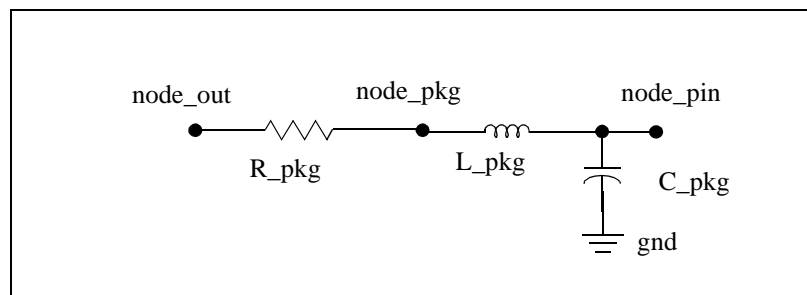 node_out
node_pkg
node_pin
R_pkg
L_pkg
C_pkg
gnd